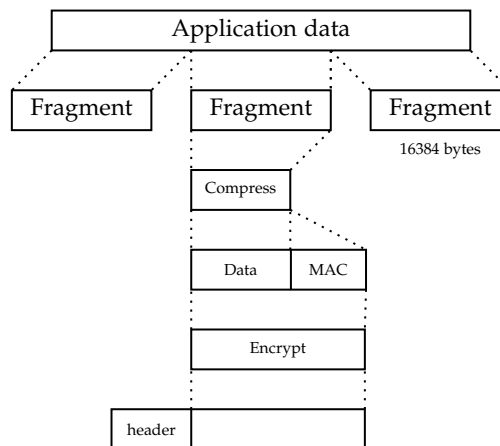 Application data
Fragment Fragment Fragment
16384 bytes
Compress
Data MAC
Encrypt
header